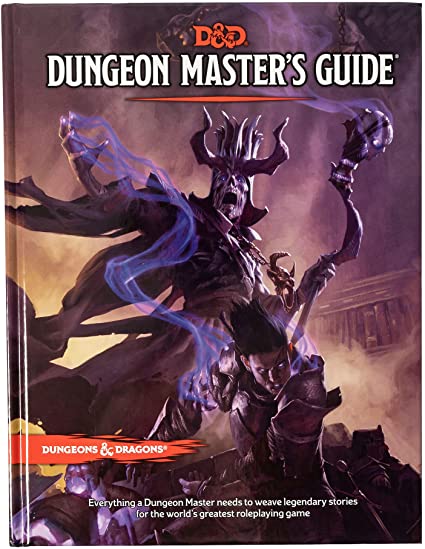 D&D
DUNGEON MASTER'S GUIDE®
DUNGEONS & DRAGONS®
Everything a Dungeon Master needs to weave legendary stories
for the world's greatest roleplaying game